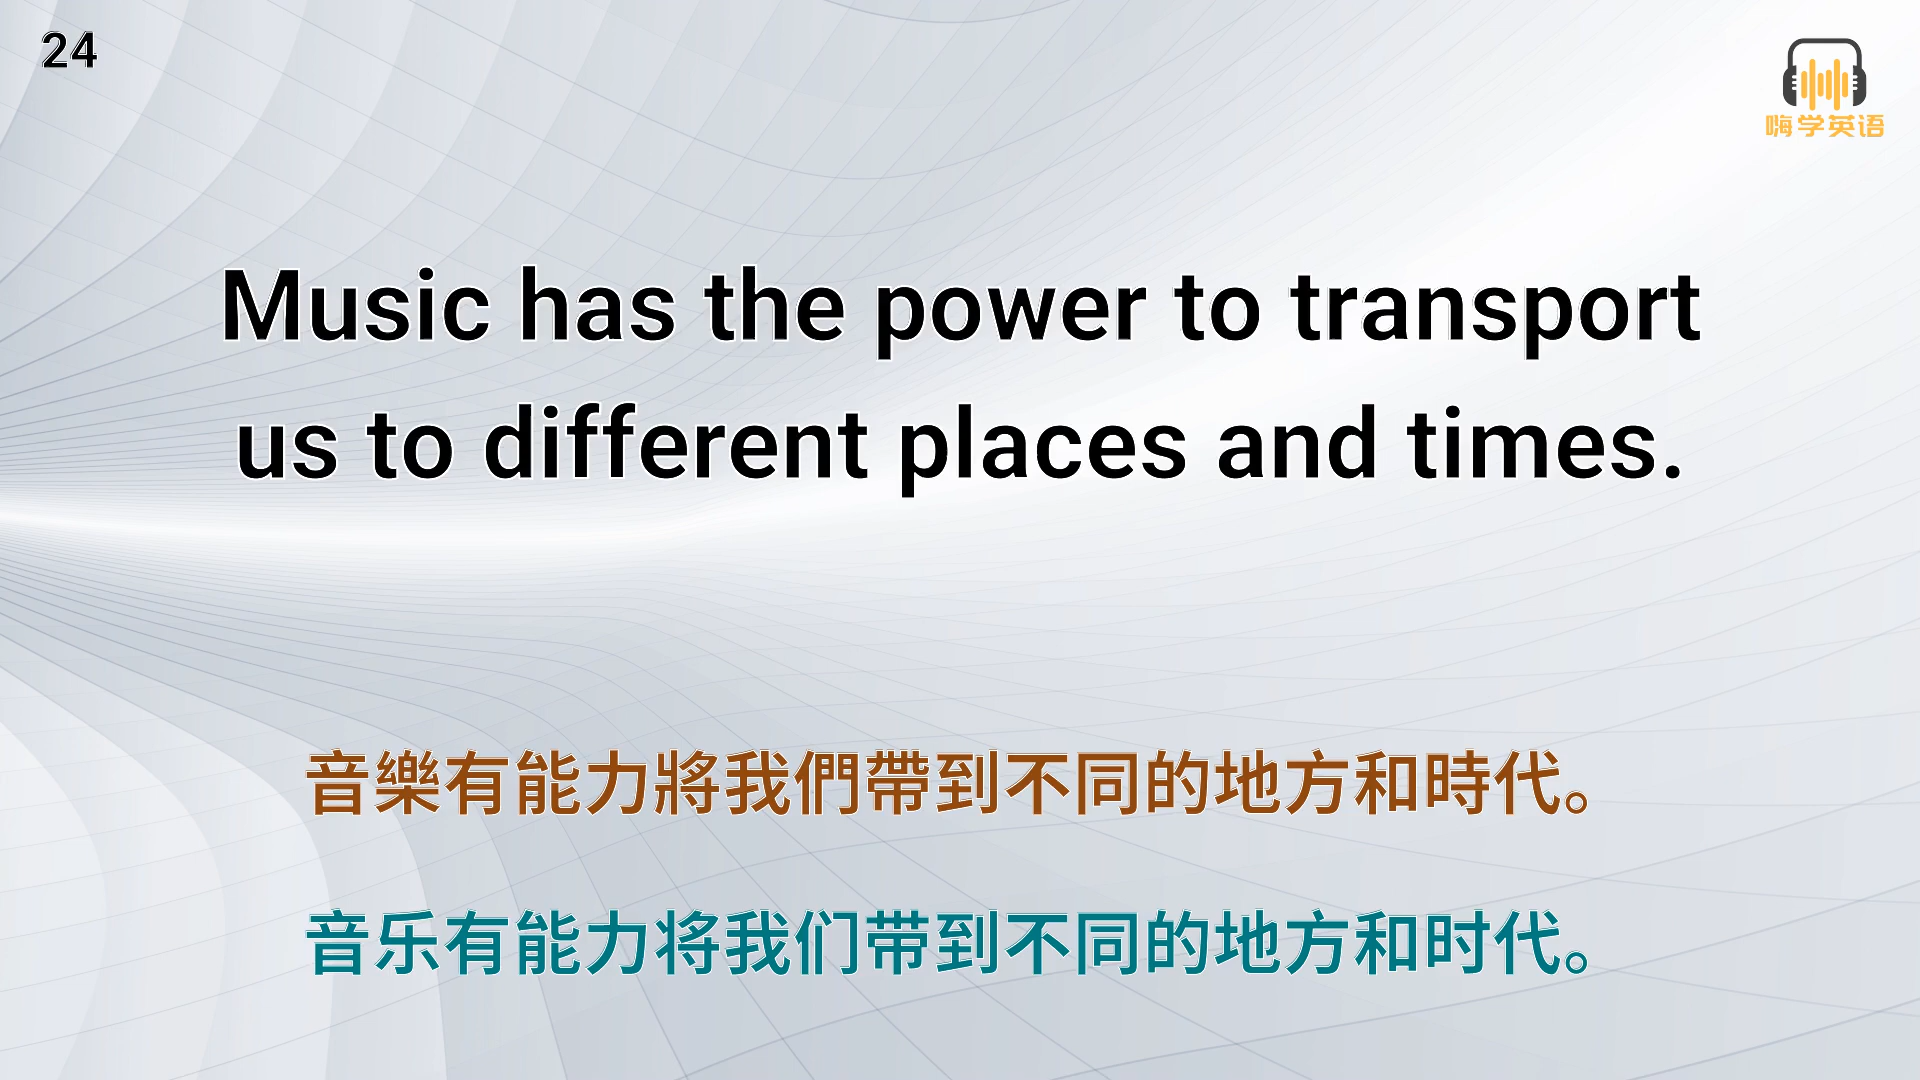 24
嗨学英语
Music has the power to transport
us to different places and times.
音樂有能力將我們帶到不同的地方和時代。
音乐有能力将我们带到不同的地方和时代。